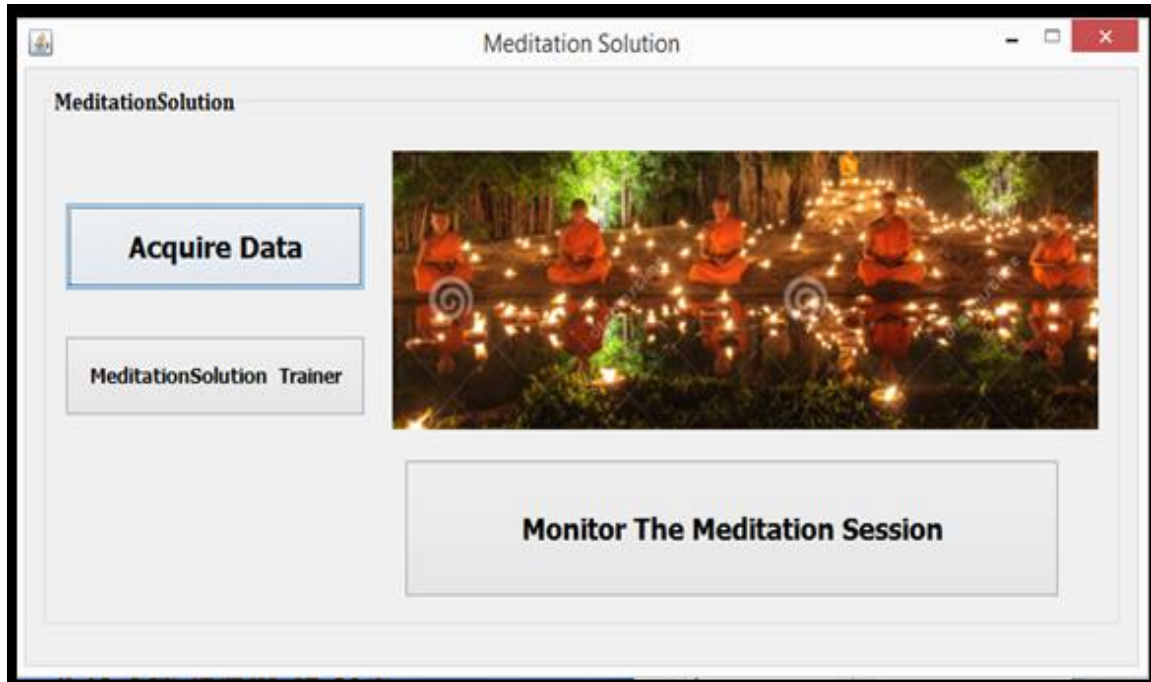 Meditation Solution
MeditationSolution
Acquire Data
MeditationSolution Trainer
Monitor The Meditation Session